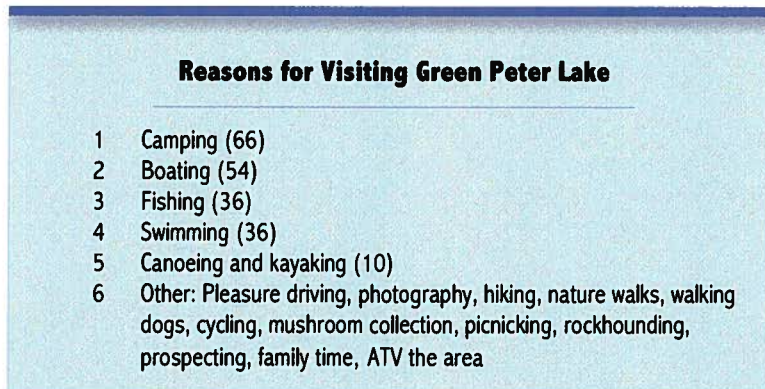 Reasons for Visiting Green Peter Lake
1 Camping (66)
2 Boating (54)
3 Fishing (36)
4 Swimming (36)
5 Canoeing and kayaking (10)
6 Other: Pleasure driving, photography, hiking, nature walks, walking
dogs, cycling, mushroom collection, picnicking, rockhounding,
prospecting, family time, ATV the area